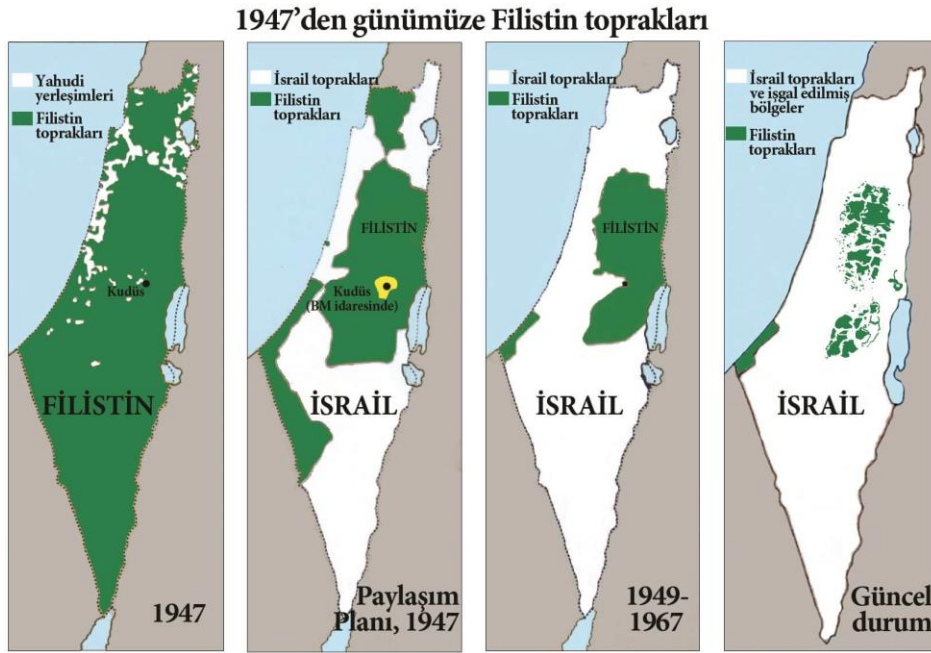 1947’den günümüze Filistin toprakları
Yahudi
yerleşimleri
Filistin
toprakları
Kudüs
FİLİSTİN
1947
İsrail toprakları
Filistin
toprakları
FİLİSTİN
Kudüs
(BM idaresinde)
İSRAİL
Paylaşım
Planı, 1947
İsrail toprakları
Filistin
toprakları
FİLİSTİN
İSRAİL
1949-
1967
İsrail toprakları
ve işgal edilmiş
bölgeler
Filistin
toprakları
İSRAİL
Güncel
durum